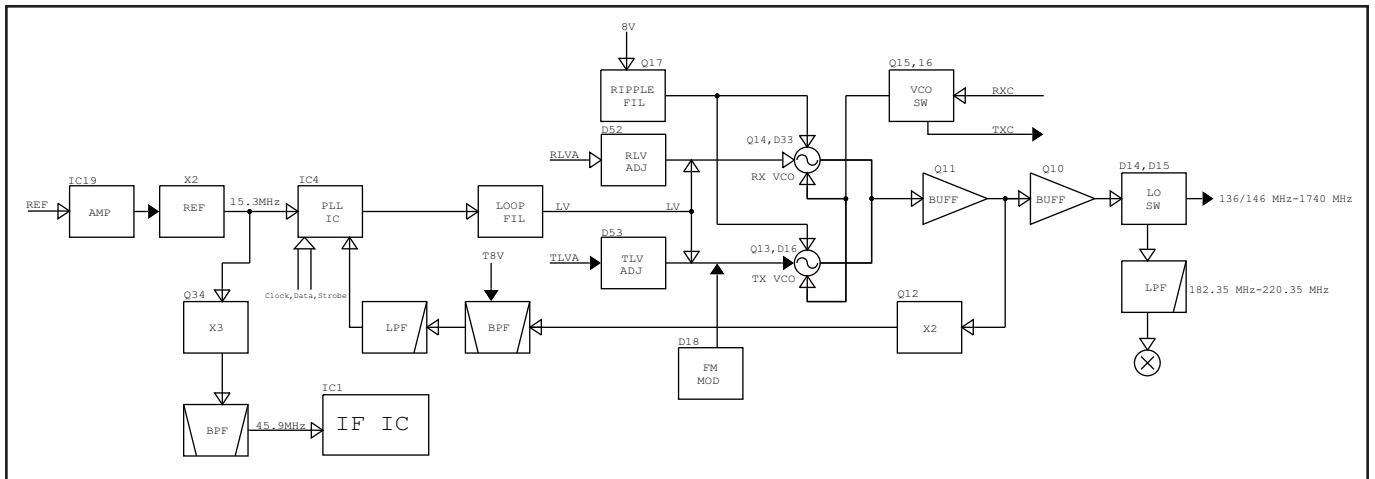 8V
Q17
RIPPLE
FIL
Q15,16
VCO
SW
RXC
TXC
D52
RLVA
RLV
ADJ
Q14,D33
RX VCO
IC19
REF
AMP
X2
REF
15.3MHz
IC4
PLL
IC
LOOP
FIL
LV
LV
Q11
BUFF
Q10
BUFF
D14,D15
LO
SW
136/146 MHz-1740 MHz
D53
TLVA
TLV
ADJ
Q13,D16
TX VCO
T8V
Clock,Data,Strobe
LPF
182.35 MHz-220.35 MHz
Q34
X3
LPF
BPF
Q12
X2
D18
FM
MOD
BPF
45.9MHz
IC1
IF IC